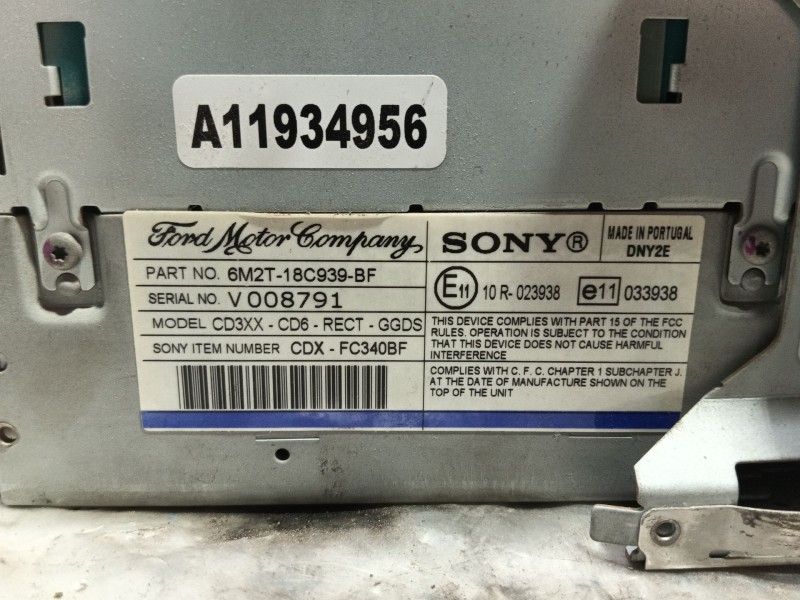 A11934956
Ford Motor Company
SONY®
MADE IN PORTUGAL
DNY2E
PART NO. 6M2T-18C939-BF
SERIAL NO. V 008791
MODEL CD3XX - CD6 - RECT - GGDS
SONY ITEM NUMBER CDX - FC340BF
E11 10 R- 023938 e11 033938
THIS DEVICE COMPLIES WITH PART 15 OF THE FCC
RULES. OPERATION IS SUBJECT TO THE CONDITION
THAT THIS DEVICE DOES NOT CAUSE HARMFUL
INTERFERENCE
COMPLIES WITH C. F. C. CHAPTER 1 SUBCHAPTER J.
AT THE DATE OF MANUFACTURE SHOWN ON THE
TOP OF THE UNIT